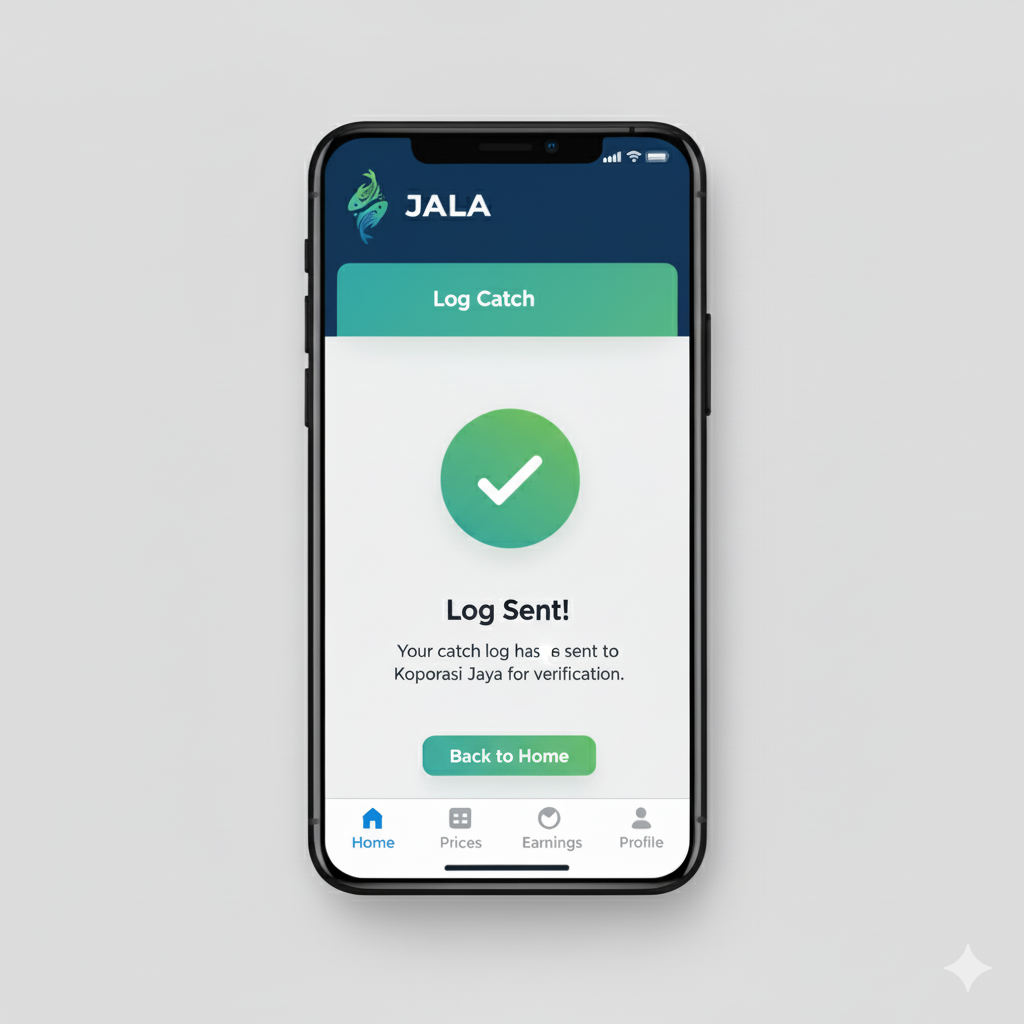 JALA
Log Catch
Log Sent!
Your catch log has e sent to
Koporasi Jaya for verification.
Back to Home
Home Prices Earnings Profile